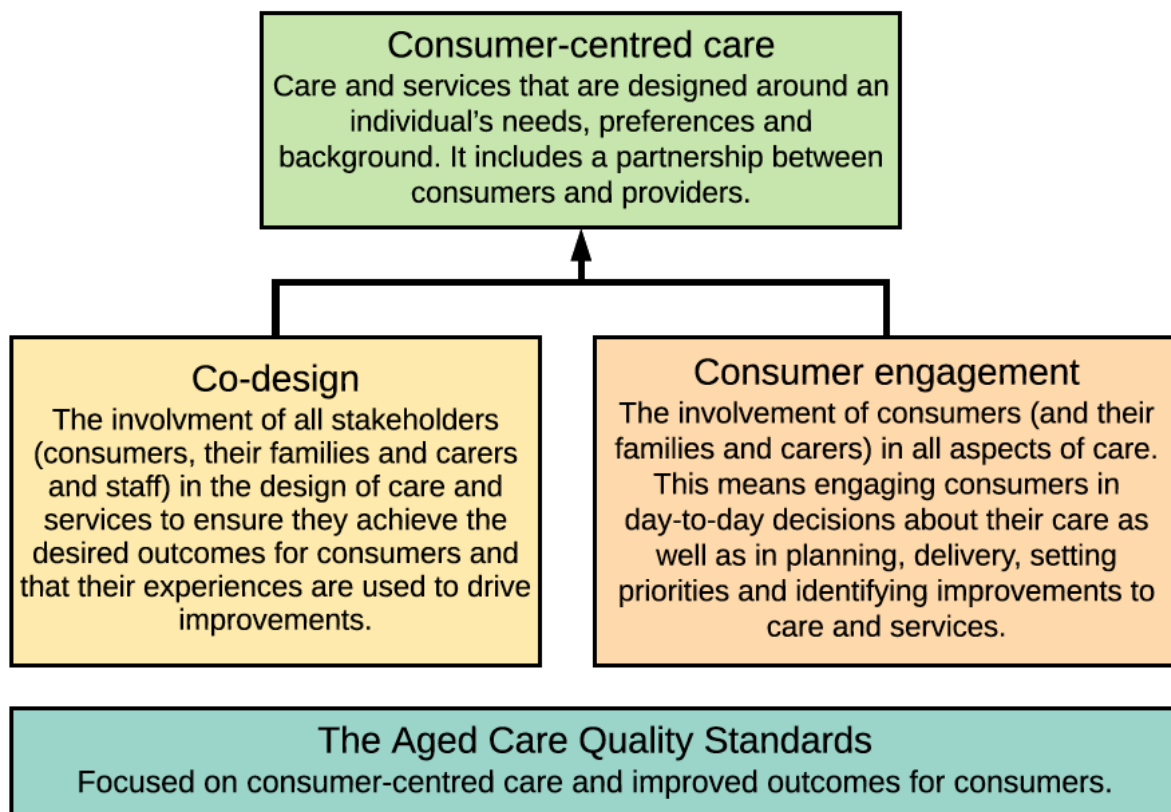 Consumer-centred care
Care and services that are designed around an
individual's needs, preferences and
background. It includes a partnership between
consumers and providers.
Co-design
The involvment of all stakeholders
(consumers, their families and carers
and staff) in the design of care and
services to ensure they achieve the
desired outcomes for consumers and
that their experiences are used to drive
improvements.
Consumer engagement
The involvement of consumers (and their
families and carers) in all aspects of care.
This means engaging consumers in
day-to-day decisions about their care as
well as in planning, delivery, setting
priorities and identifying improvements to
care and services.
The Aged Care Quality Standards
Focused on consumer-centred care and improved outcomes for consumers.